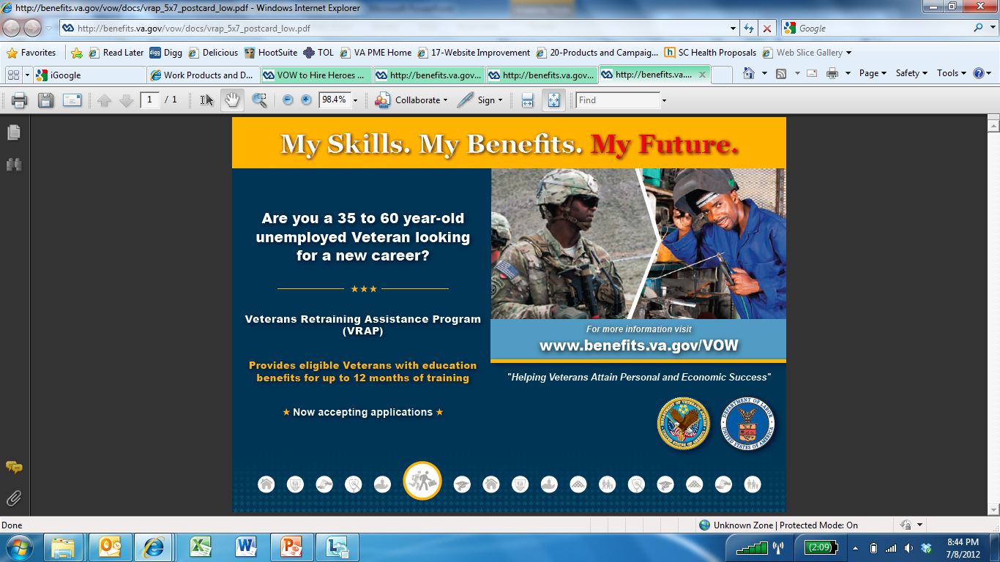 http://benefits.va.gov/vow/docs/vrap_5x7_postcard_low.pdf - Windows Internet Explorer
http://benefits.va.gov/vow/docs/vrap_5x7_postcard_low.pdf
Google
Favorites Read Later Digg Delicious HootSuite TOL VA PME Home 17-Website Improvement 20-Products and Campaig... SC Health Proposals Web Slice Gallery
iGoogle Work Products and D... VOW to Hire Heroes ... http://benefits.va.gov... http://benefits.va.gov... http://benefits.va.... Page Safety Tools
1 / 1 98.4% Collaborate Sign Find
My Skills. My Benefits. My Future.
Are you a 35 to 60 year-old
unemployed Veteran looking
for a new career?
Veterans Retraining Assistance Program
(VRAP)
Provides eligible Veterans with education
benefits for up to 12 months of training
Now accepting applications
For more information visit
www.benefits.va.gov/VOW
"Helping Veterans Attain Personal and Economic Success"
DEPARTMENT OF VETERANS AFFAIRS
UNITED STATES OF AMERICA
DEPARTMENT OF LABOR
UNITED STATES OF AMERICA
Done
Unknown Zone | Protected Mode: On
(2:09)
8:44 PM
7/8/2012